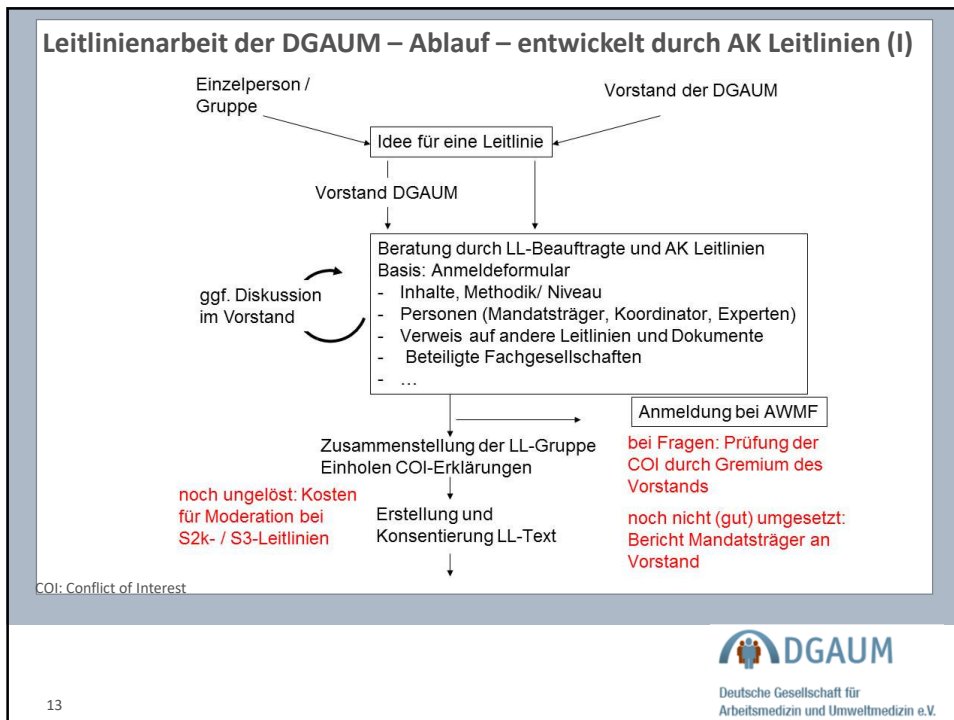 Leitlinienarbeit der DGAUM – Ablauf – entwickelt durch AK Leitlinien (I)
Einzelperson /
Gruppe
Vorstand der DGAUM
Idee für eine Leitlinie
Vorstand DGAUM
Beratung durch LL-Beauftragte und AK Leitlinien
Basis: Anmeldeformular
- Inhalte, Methodik/ Niveau
- Personen (Mandatsträger, Koordinator, Experten)
- Verweis auf andere Leitlinien und Dokumente
- Beteiligte Fachgesellschaften
- …
ggf. Diskussion
im Vorstand
Anmeldung bei AWMF
Zusammenstellung der LL-Gruppe
Einholen COI-Erklärungen
bei Fragen: Prüfung der
COI durch Gremium des
Vorstands
noch ungelöst: Kosten
für Moderation bei
S2k- / S3-Leitlinien
Erstellung und
Konsentierung LL-Text
noch nicht (gut) umgesetzt:
Bericht Mandatsträger an
Vorstand
COI: Conflict of Interest
DGAUM
Deutsche Gesellschaft für
Arbeitsmedizin und Umweltmedizin e.V.
13